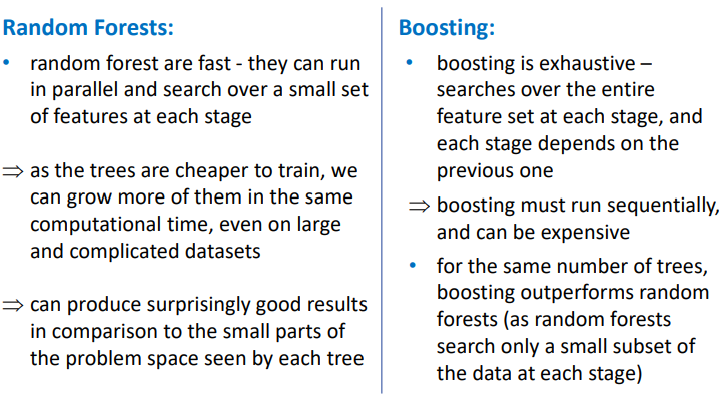 Random Forests:
• random forest are fast - they can run
in parallel and search over a small set
of features at each stage
⇒ as the trees are cheaper to train, we
can grow more of them in the same
computational time, even on large
and complicated datasets
⇒ can produce surprisingly good results
in comparison to the small parts of
the problem space seen by each tree
Boosting:
• boosting is exhaustive –
searches over the entire
feature set at each stage, and
each stage depends on the
previous one
⇒ boosting must run sequentially,
and can be expensive
• for the same number of trees,
boosting outperforms random
forests (as random forests
search only a small subset of
the data at each stage)